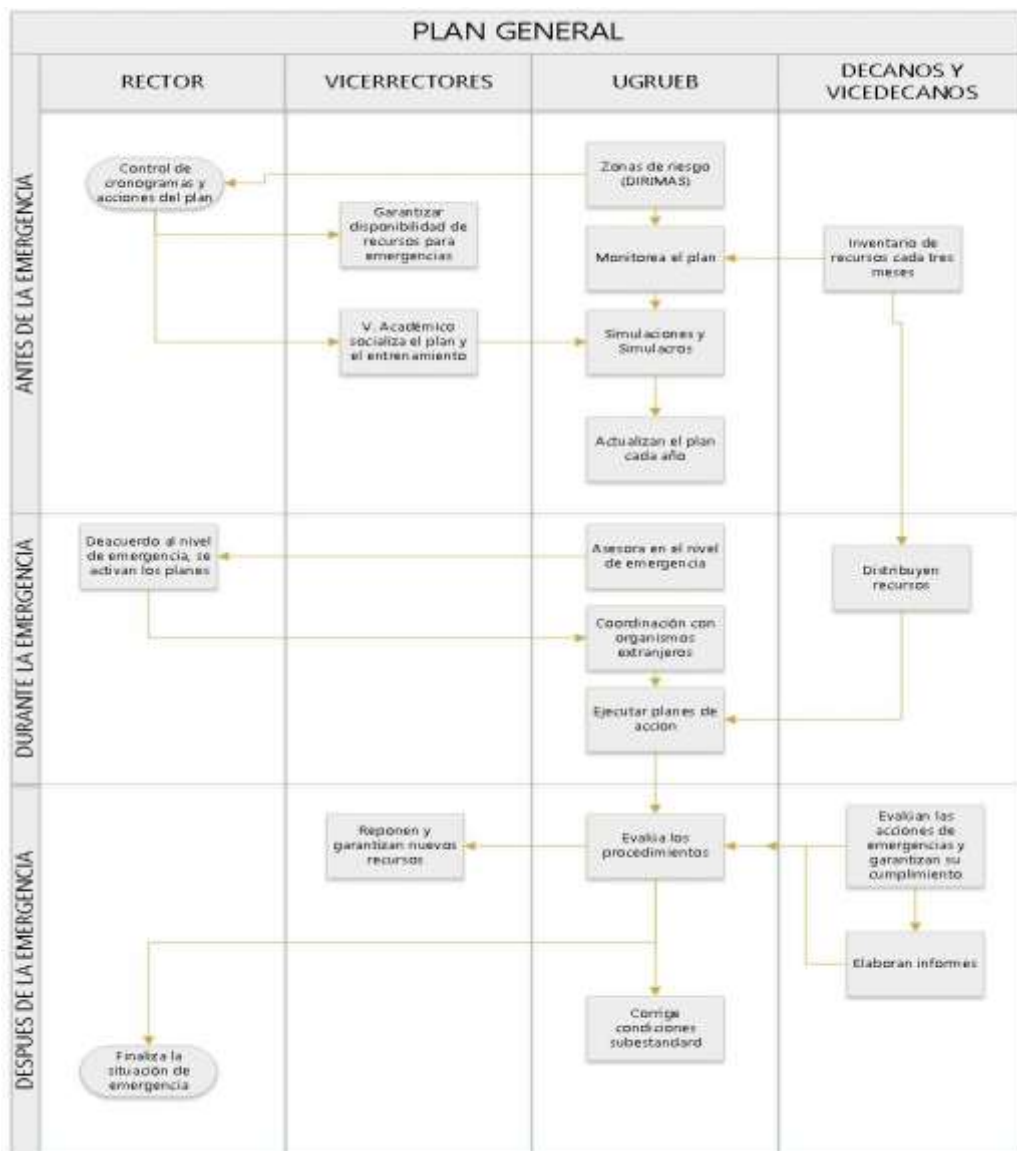 PLAN GENERAL
RECTOR
VICERRECTORES
UGRUEB
DECANOS Y
VICEDECANOS
ANTES DE LA EMERGENCIA
Control de
cronogramas y
acciones del plan
Zonas de riesgo
(DIRIMAS)
Garantizar
disponibilidad de
recursos para
emergencias
Monitorea el plan
Inventario de
recursos cada tres
meses
V. Académico
socializa el plan y
el entrenamiento
Simulaciones y
Simulacros
Actualizan el plan
cada año
DURANTE LA EMERGENCIA
Deacuerdo al nivel
de emergencia, se
activan los planes
Asesora en el nivel
de emergencia
Distribuyen
recursos
Coordinación con
organismos
extranjeros
Ejecutar planes de
acción
DESPUES DE LA EMERGENCIA
Reponen y
garantizan nuevos
recursos
Evalúa los
procedimientos
Evalúan las
acciones de
emergencias y
garantizan su
cumplimiento
Elaboran informes
Corrige
condiciones
subestandard
Finaliza la
situación de
emergencia